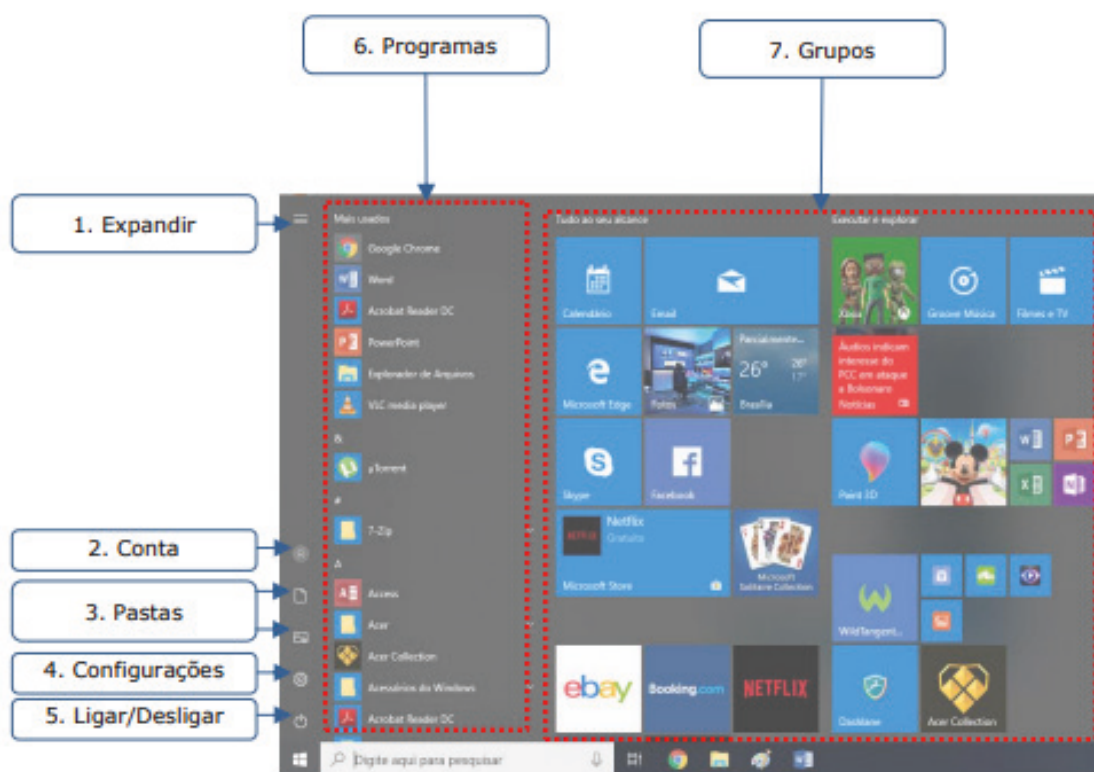 6. Programas
7. Grupos
1. Expandir
2. Conta
3. Pastas
4. Configurações
5. Ligar/Desligar
Mais usados
Google Chrome
Word
Acrobat Reader DC
PowerPoint
Explorador de Arquivos
VLC media player
&
µTorrent
#
7-Zip
A
Access
Acer
Acer Collection
Acessórios do Windows
Acrobat Reader DC
Tudo ao seu alcance
Calendário
Email
Microsoft Edge
Fotos
Parcialmente...
26° 26°
17°
Brasília
Skype
Facebook
NETFLIX
Netflix
Gratuito
Microsoft Store
Microsoft
Solitaire Collection
ebay
Booking.com
NETFLIX
Executar e explorar
Xbox
Groove Música
Filmes e TV
Áudios indicam
interesse do
PCC em ataque
a Bolsonaro
Notícias
Paint 3D
WildTangent...
Dashlane
Acer Collection
Digite aqui para pesquisar